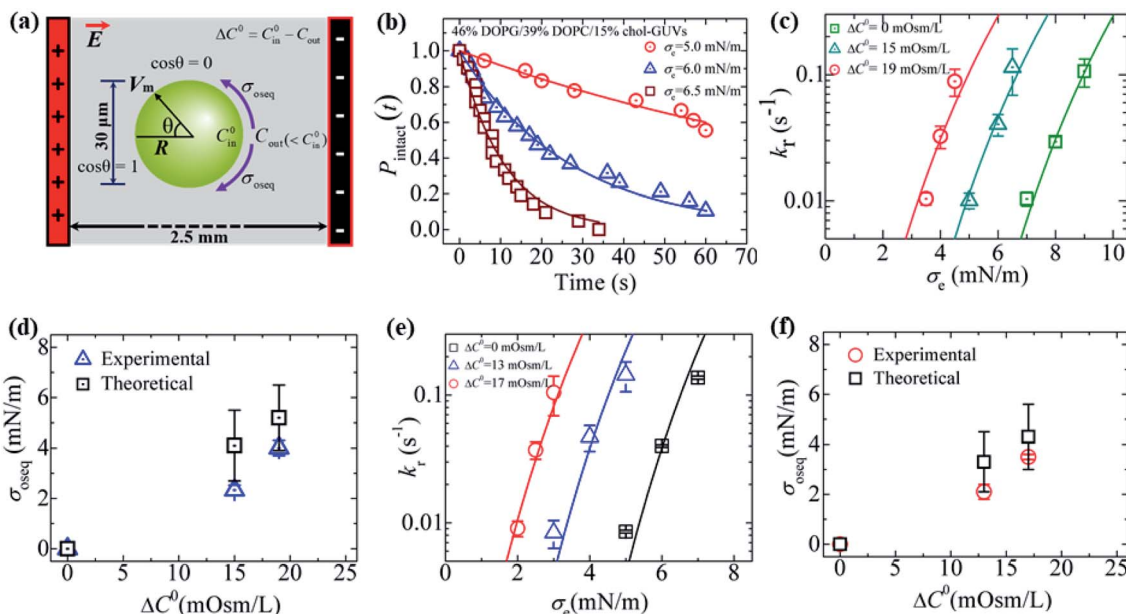 (a)
E
ΔC⁰ = C⁰in − Cout
cosθ = 0
Vm
σoseq
30 μm
θ
C⁰in
Cout(< C⁰in)
R
cosθ = 1
σoseq
2.5 mm
(b)
46% DOPG/39% DOPC/15% chol-GUVs
σe=5.0 mN/m
σe=6.0 mN/m
σe=6.5 mN/m
Pintact (t)
1.0
0.8
0.6
0.4
0.2
0.0
0 10 20 30 40 50 60 70
Time (s)
(c)
ΔC⁰= 0 mOsm/L
ΔC⁰= 15 mOsm/L
ΔC⁰= 19 mOsm/L
kr (s⁻¹)
0.1
0.01
0 2 4 6 8 10
σe (mN/m)
(d)
Experimental
Theoretical
σoseq (mN/m)
8
6
4
2
0
0 5 10 15 20 25
ΔC⁰(mOsm/L)
(e)
ΔC⁰=0 mOsm/L
ΔC⁰=13 mOsm/L
ΔC⁰=17 mOsm/L
kr (s⁻¹)
0.1
0.01
0 2 4 6 8
σe(mN/m)
(f)
Experimental
Theoretical
σoseq (mN/m)
8
6
4
2
0
0 5 10 15 20 25
ΔC⁰(mOsm/L)